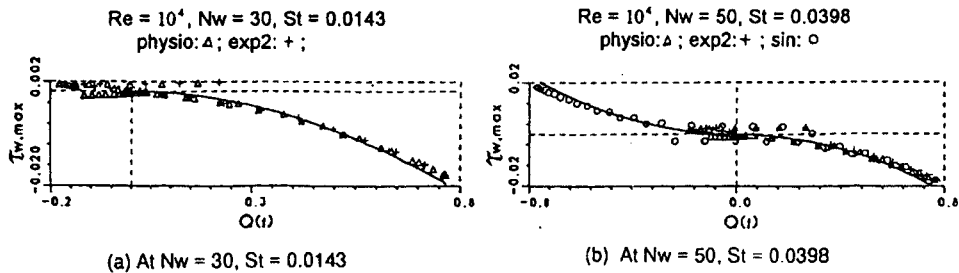 Re = 10⁴, Nw = 30, St = 0.0143
physio: △ ; exp2: + ;
0.002
-0.020
τw,max
-0.2
0.3
0.8
Q(t)
(a) At Nw = 30, St = 0.0143
Re = 10⁴, Nw = 50, St = 0.0398
physio: △ ; exp2: + ; sin: o
0.02
-0.02
τw,max
-0.8
0.0
0.8
Q(t)
(b) At Nw = 50, St = 0.0398